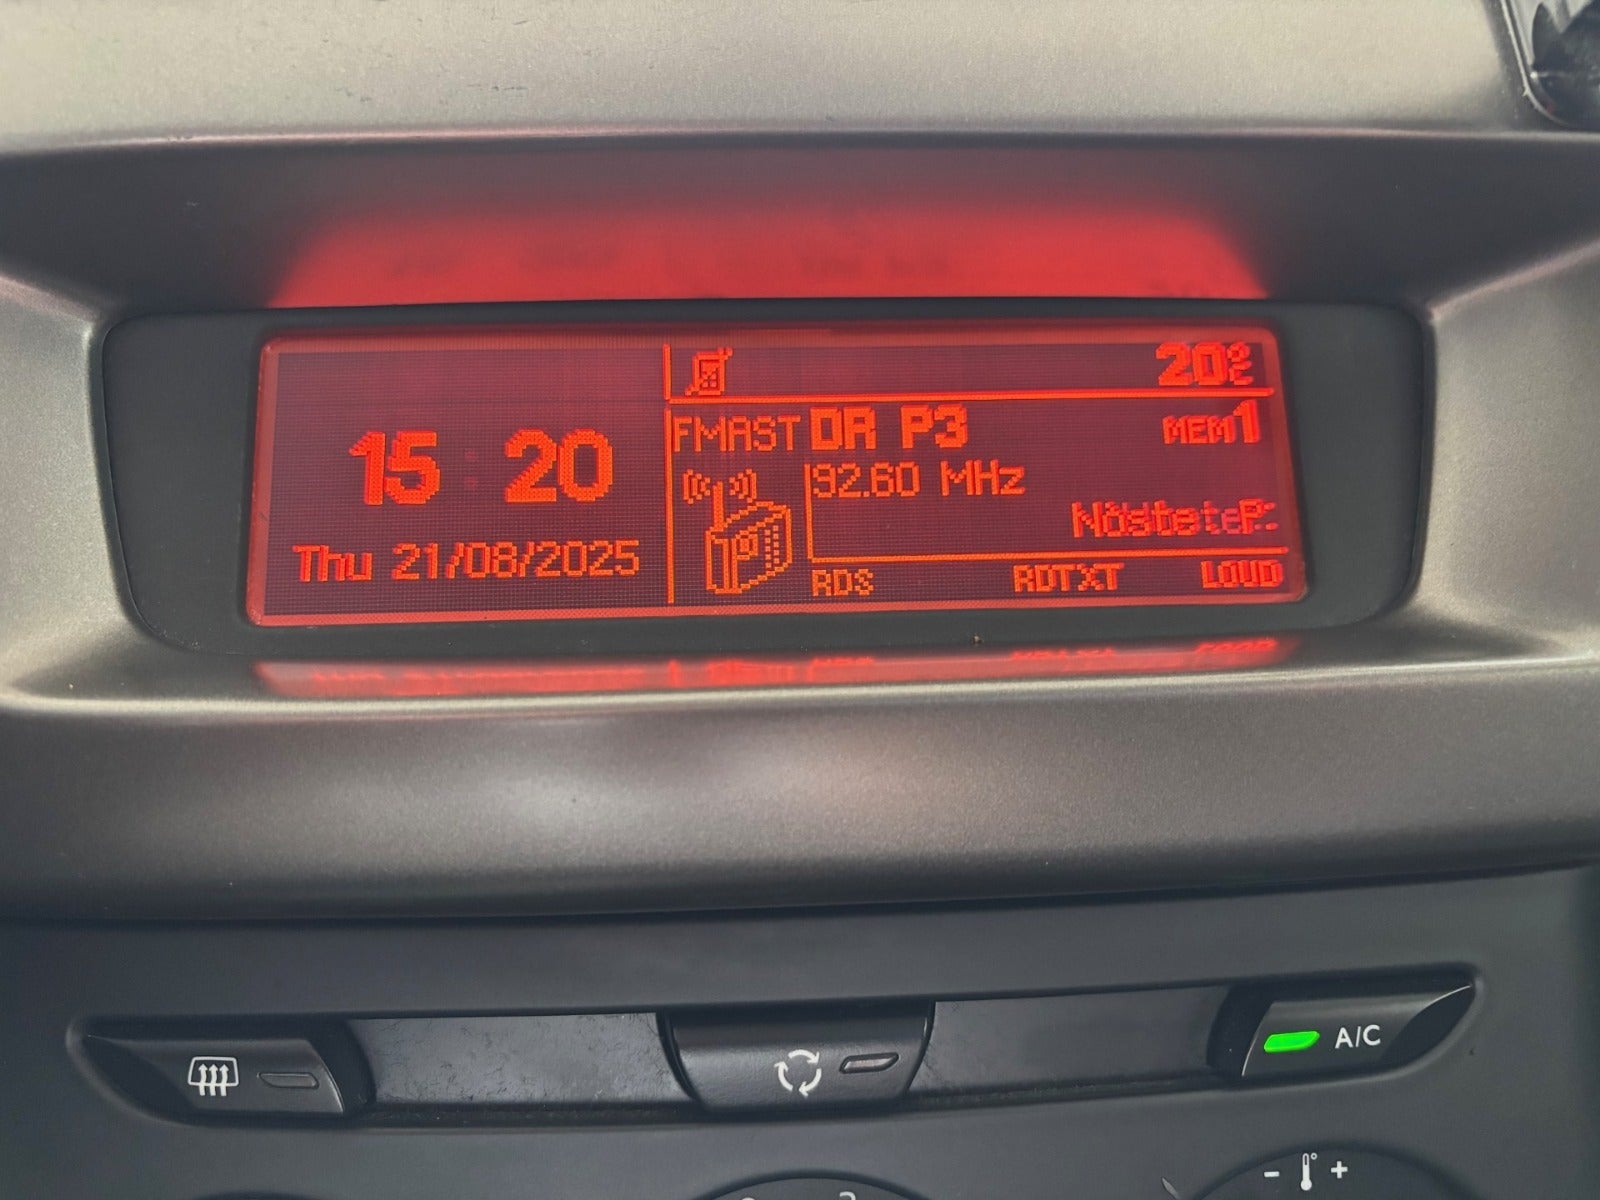 20°C
FMAST DR P3 MEM1
15:20
92.60 MHz
Thu 21/08/2025
RDS RDTXT LOUD
A/C
- +